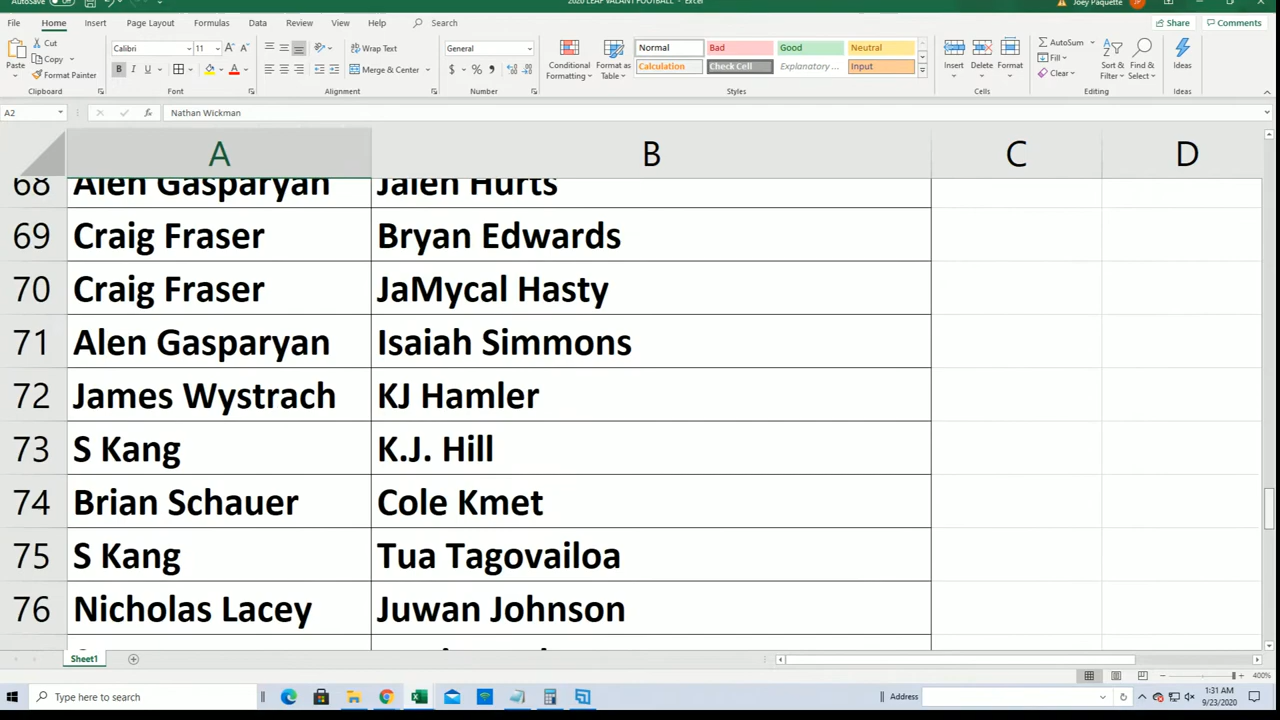 AutoSave Off
2020 LEAF VALIANT FOOTBALL - Excel
Joey Paquette JP
File Home Insert Page Layout Formulas Data Review View Help Search Share Comments
Paste Cut Copy Format Painter
Calibri 11 General
B I U A
Wrap Text Merge & Center
$ % ,
Conditional Formatting Format as Table
Normal Bad Good Neutral
Calculation Check Cell Explanatory ... Input
Insert Delete Format
AutoSum Fill Clear
Sort & Filter Find & Select Ideas
Clipboard Font Alignment Number Styles Cells Editing Ideas
A2 fx Nathan Wickman
A B C D
68 Alen Gasparyan Jalen Hurts
69 Craig Fraser Bryan Edwards
70 Craig Fraser JaMycal Hasty
71 Alen Gasparyan Isaiah Simmons
72 James Wystrach KJ Hamler
73 S Kang K.J. Hill
74 Brian Schauer Cole Kmet
75 S Kang Tua Tagovailoa
76 Nicholas Lacey Juwan Johnson
Sheet1
400%
Type here to search Address 1:31 AM
9/23/2020